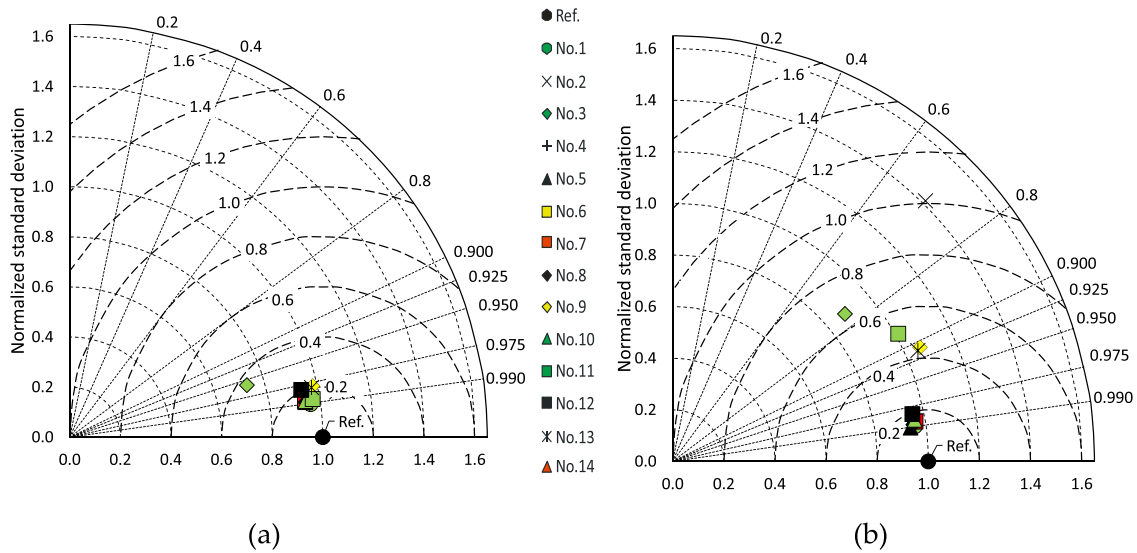 Normalized standard deviation
1.6
1.4
1.2
1.0
0.8
0.6
0.4
0.2
0.0
0.0 0.2 0.4 0.6 0.8 1.0 1.2 1.4 1.6
0.2
0.4
0.6
0.8
0.900
0.925
0.950
0.975
0.990
1.6
1.4
1.2
1.0
0.8
0.6
0.4
0.2
Ref.
(a)
Ref.
No.1
No.2
No.3
No.4
No.5
No.6
No.7
No.8
No.9
No.10
No.11
No.12
No.13
No.14
Normalized standard deviation
1.6
1.4
1.2
1.0
0.8
0.6
0.4
0.2
0.0
0.0 0.2 0.4 0.6 0.8 1.0 1.2 1.4 1.6
0.2
0.4
0.6
0.8
0.900
0.925
0.950
0.975
0.990
1.6
1.4
1.2
1.0
0.8
0.6
0.4
0.2
Ref.
(b)